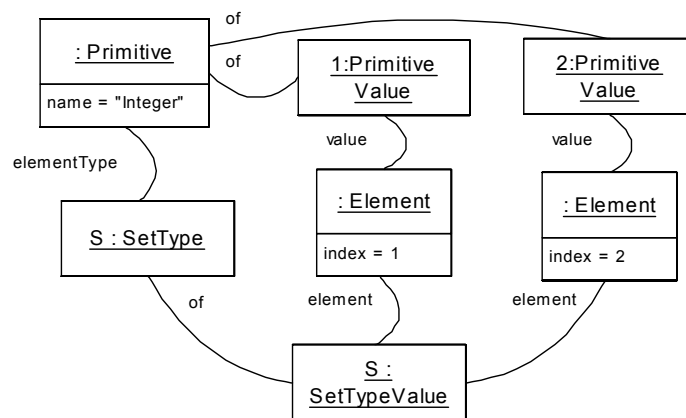 of
: Primitive
of
1:Primitive
Value
2:Primitive
Value
name = "Integer"
value
value
elementType
: Element
: Element
S : SetType
index = 1
index = 2
of
element
element
S :
SetTypeValue